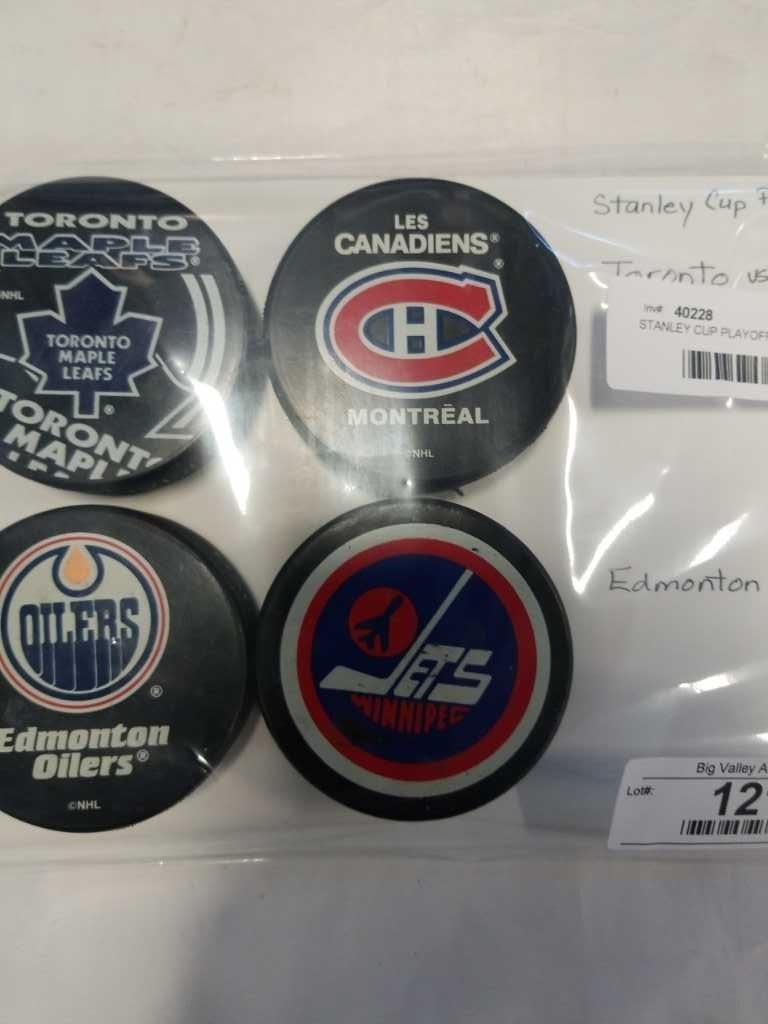 TORONTO
MAPLE
LEAFS®
NHL
TORONTO
MAPLE
LEAFS
®
TORONTO
MAPL
LES
CANADIENS®
®
H
MONTRÉAL
©NHL
OILERS
®
Edmonton
Oilers®
©NHL
JETS
WINNIPEG
Stanley Cup
Toronto vs
Inv# 40228
STANLEY CUP PLAYOFF
Edmonton
Big Valley A
Lot#: 12